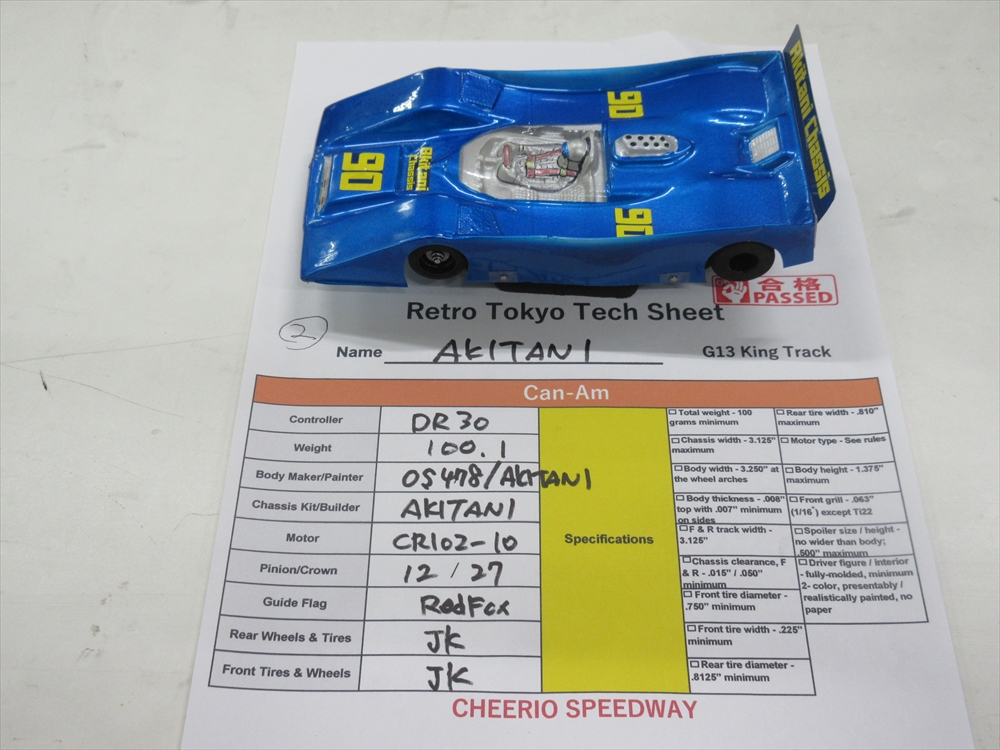 Akitani Chassis
90
90
Akitani
Chassis
90
合格
PASSED
Retro Tokyo Tech Sheet
2
Name AKITANI G13 King Track
Can-Am
Controller DR30
Weight 100.1
Body Maker/Painter OS478/AKITANI
Chassis Kit/Builder AKITANI
Motor CR102-10
Pinion/Crown 12/27
Guide Flag RedFox
Rear Wheels & Tires JK
Front Tires & Wheels JK
Specifications
Total weight - 100
grams minimum
Chassis width - 3.125"
maximum
Body width - 3.250" at
the wheel arches
Body thickness - .008"
top with .007" minimum
on sides
F & R track width -
3.125"
Chassis clearance, F
& R - .015" / .050"
minimum
Front tire diameter -
.750" minimum
Front tire width - .225"
minimum
Rear tire diameter -
.8125" minimum
Rear tire width - .810"
maximum
Motor type - See rules
Body height - 1.375"
maximum
Front grill - .063"
(1/16") except Ti22
Spoiler size / height -
no wider than body;
.500" maximum
Driver figure / interior
- fully-molded, minimum
2- color, presentably /
realistically painted, no
paper
CHEERIO SPEEDWAY